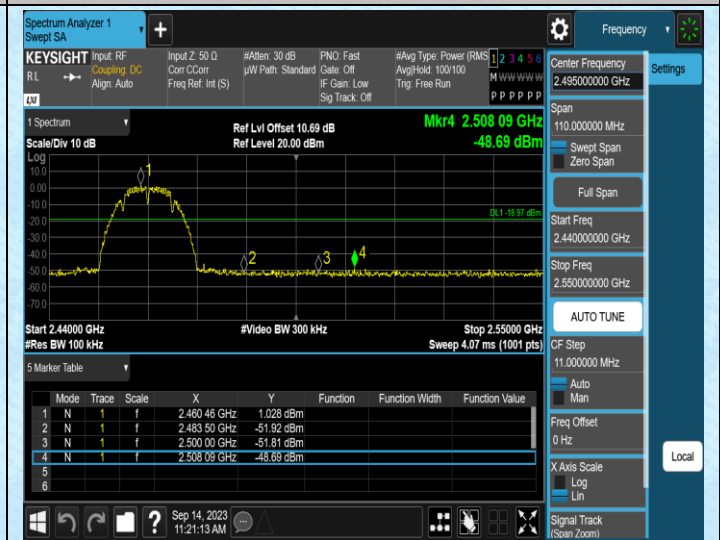 Spectrum Analyzer 1
Swept SA
+
Frequency
KEYSIGHT
Input: RF
Coupling: DC
Align: Auto
Input Z: 50 Ω
Corr CCorr
Freq Ref: Int (S)
#Atten: 30 dB
µW Path: Standard
PNO: Fast
Gate: Off
IF Gain: Low
Sig Track: Off
#Avg Type: Power (RMS
Avg|Hold: 100/100
Trig: Free Run
1 2 3 4 5 6
M W W W W W
P P P P P P
RL
LXI
1 Spectrum
Scale/Div 10 dB
Ref Lvl Offset 10.69 dB
Ref Level 20.00 dBm
Mkr4 2.508 09 GHz
-48.69 dBm
Log
10.0
0.00
-10.0
-20.0
-30.0
-40.0
-50.0
-60.0
-70.0
1
2
3
4
DL1 -18.97 dBm
Start 2.44000 GHz
#Video BW 300 kHz
Stop 2.55000 GHz
#Res BW 100 kHz
Sweep 4.07 ms (1001 pts)
5 Marker Table
Mode Trace Scale X Y Function Function Width Function Value
1 N 1 f 2.460 46 GHz 1.028 dBm
2 N 1 f 2.483 50 GHz -51.92 dBm
3 N 1 f 2.500 00 GHz -51.81 dBm
4 N 1 f 2.508 09 GHz -48.69 dBm
5
6
?
Sep 14, 2023
11:21:13 AM
Center Frequency
2.495000000 GHz
Span
110.000000 MHz
Swept Span
Zero Span
Full Span
Start Freq
2.440000000 GHz
Stop Freq
2.550000000 GHz
AUTO TUNE
CF Step
11.000000 MHz
Auto
Man
Freq Offset
0 Hz
X Axis Scale
Log
Lin
Signal Track
(Span Zoom)
Settings
Local